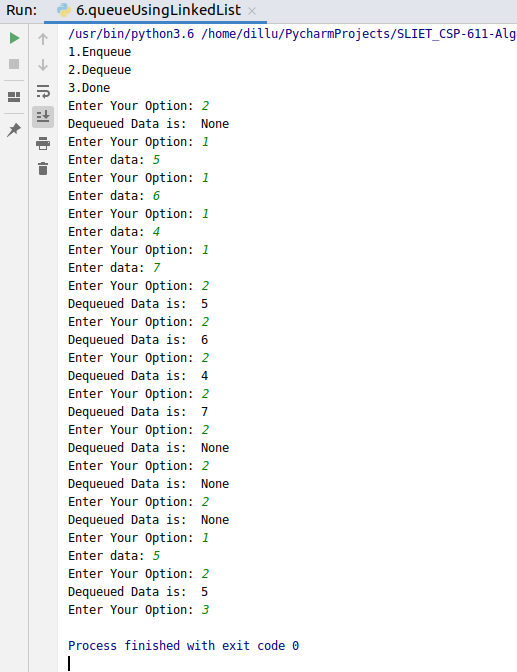 Run: 6.queueUsingLinkedList ×
/usr/bin/python3.6 /home/dillu/PycharmProjects/SLIET_CSP-611-Alg
1.Enqueue
2.Dequeue
3.Done
Enter Your Option: 2
Dequeued Data is:  None
Enter Your Option: 1
Enter data: 5
Enter Your Option: 1
Enter data: 6
Enter Your Option: 1
Enter data: 4
Enter Your Option: 1
Enter data: 7
Enter Your Option: 2
Dequeued Data is:  5
Enter Your Option: 2
Dequeued Data is:  6
Enter Your Option: 2
Dequeued Data is:  4
Enter Your Option: 2
Dequeued Data is:  7
Enter Your Option: 2
Dequeued Data is:  None
Enter Your Option: 2
Dequeued Data is:  None
Enter Your Option: 2
Dequeued Data is:  None
Enter Your Option: 1
Enter data: 5
Enter Your Option: 2
Dequeued Data is:  5
Enter Your Option: 3
Process finished with exit code 0